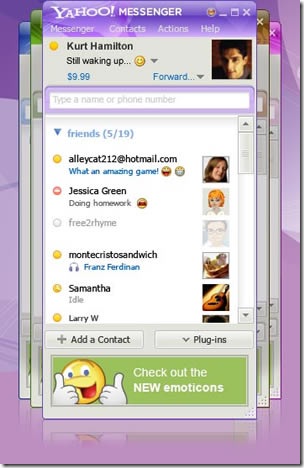 YAHOO! MESSENGER
Messenger Contacts Actions Help
Kurt Hamilton
Still waking up...
$9.99 Forward...
Type a name or phone number
friends (5/19)
alleycat212@hotmail.com
What an amazing game!
Jessica Green
Doing homework
free2rhyme
montecristosandwich
Franz Ferdinan
Samantha
Idle
Larry W
Add a Contact Plug-ins
Check out the
NEW emoticons